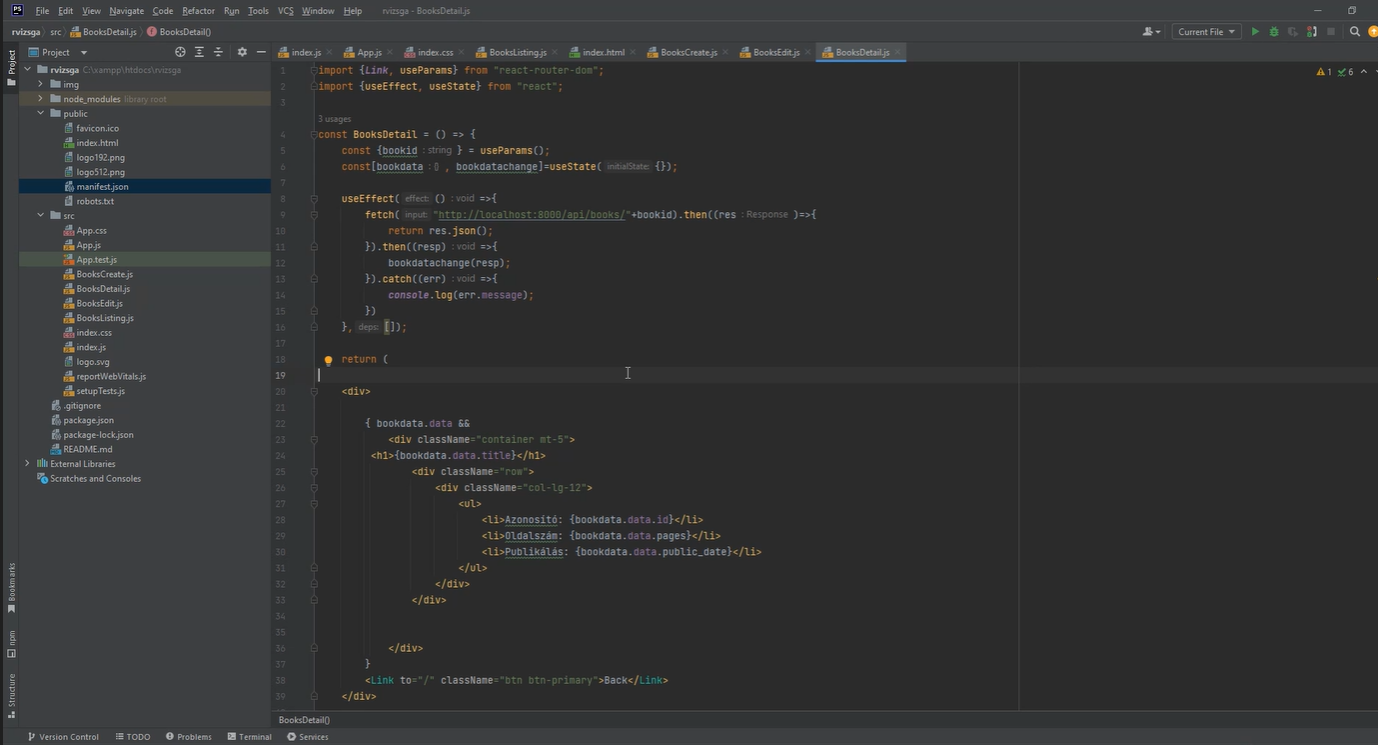 PS File Edit View Navigate Code Refactor Run Tools VCS Window Help rvizsga - BooksDetail.js
rvizsga src BooksDetail.js BooksDetail() Current File
Project
index.js App.js index.css BooksListing.js index.html BooksCreate.js BooksEdit.js BooksDetail.js
rvizsga C:\xampp\htdocs\rvizsga
img
node_modules library root
public
favicon.ico
index.html
logo192.png
logo512.png
manifest.json
robots.txt
src
App.css
App.js
App.test.js
BooksCreate.js
BooksDetail.js
BooksEdit.js
BooksListing.js
index.css
index.js
logo.svg
reportWebVitals.js
setupTests.js
.gitignore
package.json
package-lock.json
README.md
External Libraries
Scratches and Consoles
Project
Bookmarks
npm
Structure
1 import {Link, useParams} from "react-router-dom";
2 import {useEffect, useState} from "react";
3
3 usages
4 const BooksDetail = () => {
5 const {bookid : string } = useParams();
6 const[bookdata : {} , bookdatachange]=useState( initialState: {});
7
8 useEffect( effect: () : void =>{
9 fetch( input: "http://localhost:8000/api/books/"+bookid).then((res : Response )=>{
10 return res.json();
11 }).then((resp) : void =>{
12 bookdatachange(resp);
13 }).catch((err) : void =>{
14 console.log(err.message);
15 })
16 }, deps: []);
17
18 return (
19
20 <div>
21
22 { bookdata.data &&
23 <div className="container mt-5">
24 <h1>{bookdata.data.title}</h1>
25 <div className="row">
26 <div className="col-lg-12">
27 <ul>
28 <li>Azonosító: {bookdata.data.id}</li>
29 <li>Oldalszám: {bookdata.data.pages}</li>
30 <li>Publikálás: {bookdata.data.public_date}</li>
31 </ul>
32 </div>
33 </div>
34
35
36 </div>
37 }
38 <Link to="/" className="btn btn-primary">Back</Link>
39 </div>
1 6
BooksDetail()
Version Control TODO Problems Terminal Services